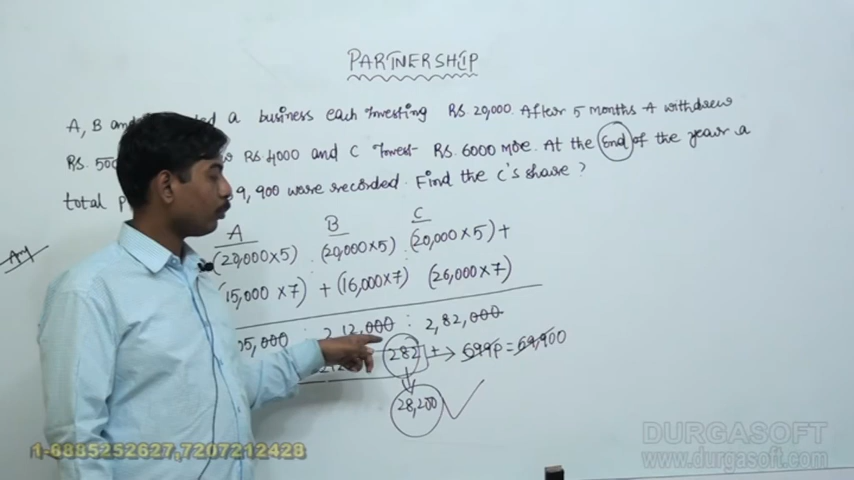 PARTNERSHIP
A, B and a business each investing RS. 20,000. After 5 months A withdrew
RS. 500 RS. 4000 and C invest RS. 6000 more. At the End of the year a
total p 9,900 were recorded. Find the C's share?
A B C
(20,000×5) : (20,000×5) : (20,000×5) +
(15,000 ×7) + (16,000×7) (26,000×7)
Ans
05,000 : 2,12,000 : 2,82,000
282 → 699 = 69,900
28,200
1-8885252627,7207212428
DURGASOFT
www.durgasoft.com